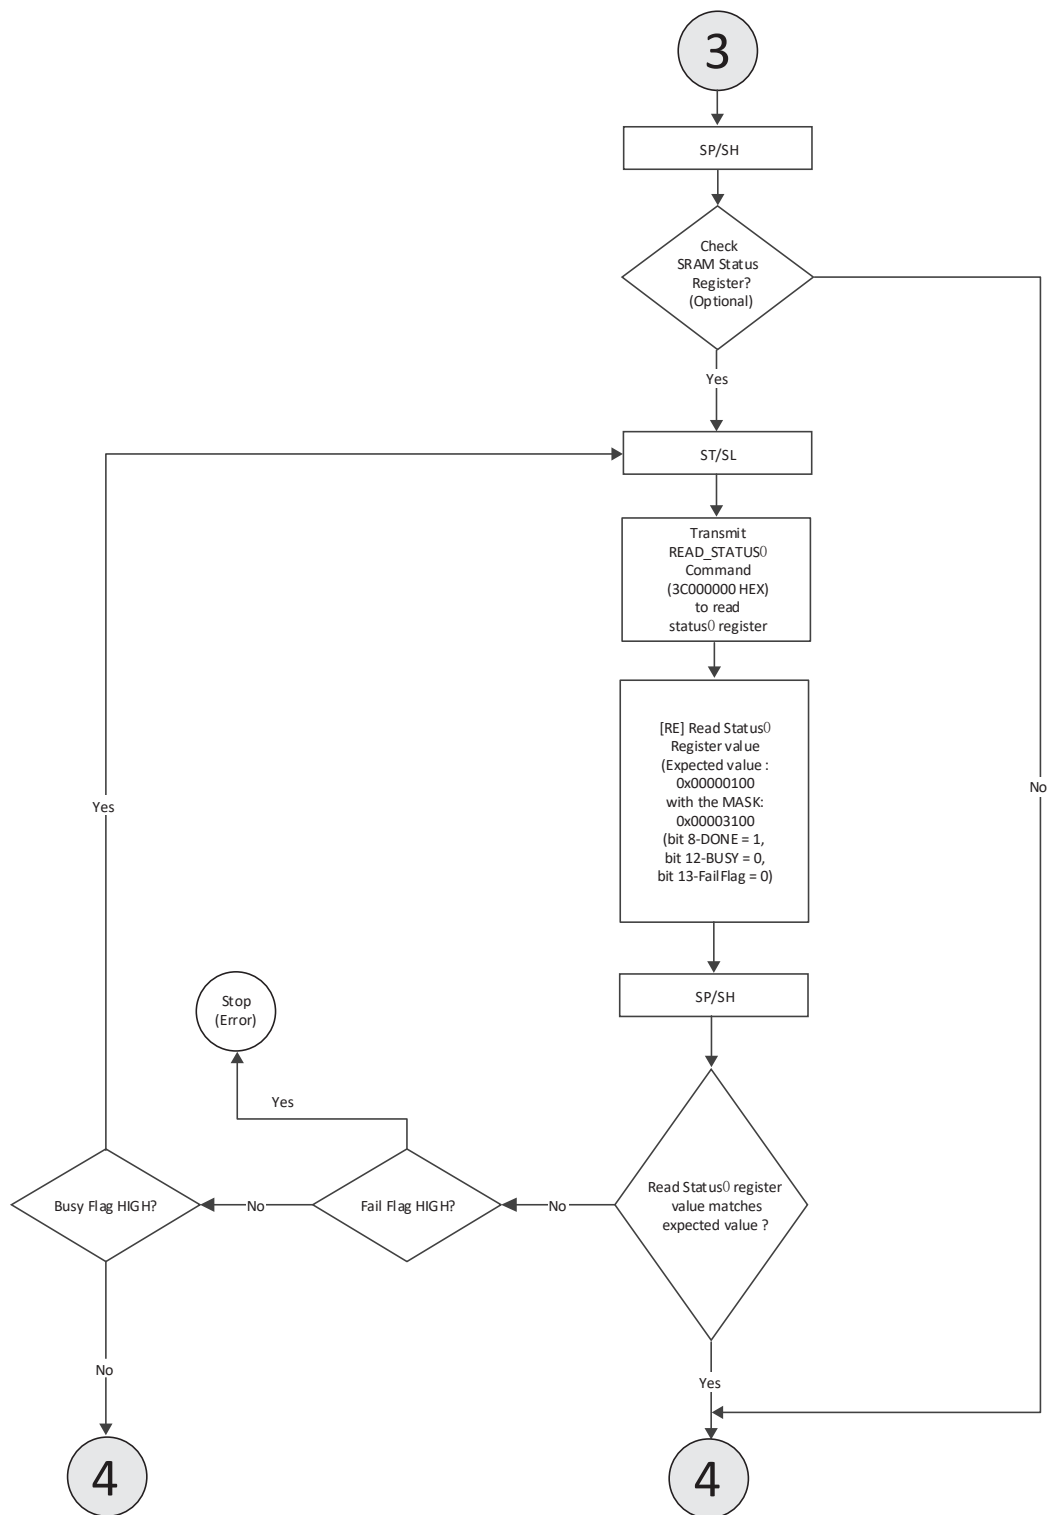 3
SP/SH
Check
SRAM Status
Register?
(Optional)
Yes
ST/SL
Transmit
READ_STATUS0
Command
(3C000000 HEX)
to read
status0 register
[RE] Read Status0
Register value
(Expected value :
0x00000100
with the MASK:
0x00003100
(bit 8-DONE = 1,
bit 12-BUSY = 0,
bit 13-Fail Flag = 0)
No
Yes
SP/SH
Stop
(Error)
Yes
Busy Flag HIGH?
No
Fail Flag HIGH?
No
Read Status0 register
value matches
expected value ?
No
Yes
4
4